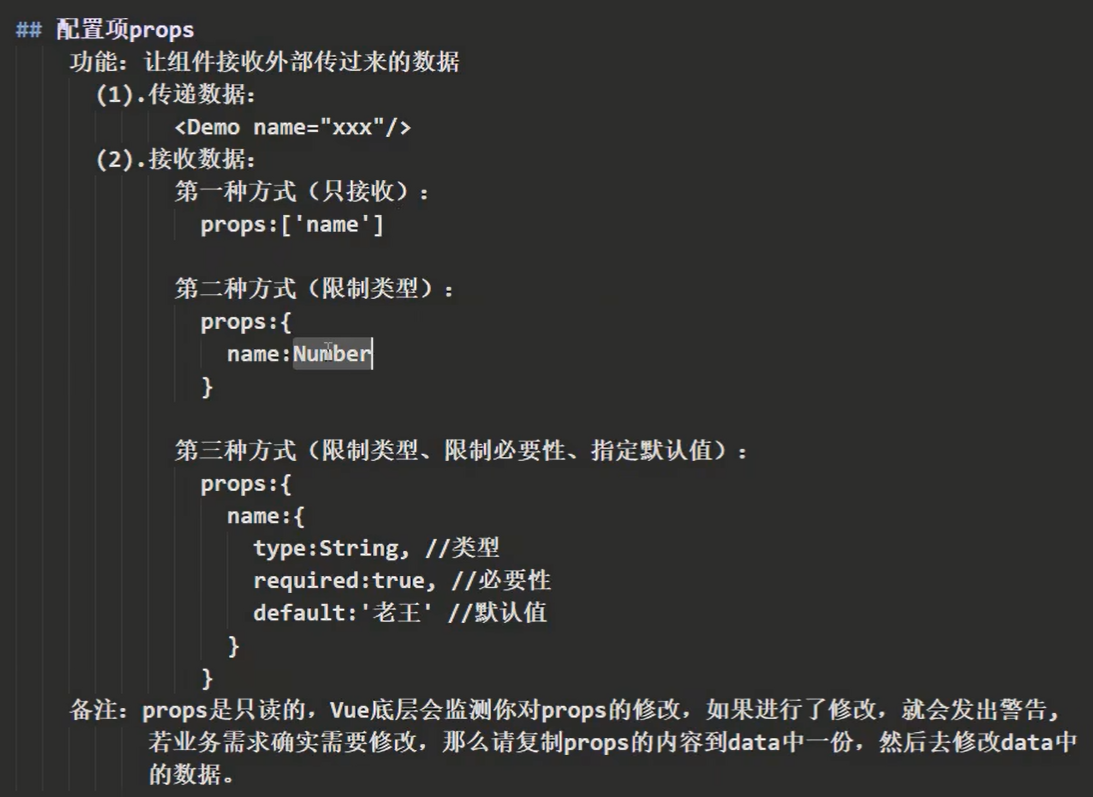 ## 配置项props
功能：让组件接收外部传过来的数据
(1).传递数据：
<Demo name="xxx"/>
(2).接收数据：
第一种方式（只接收）：
props:['name']
第二种方式（限制类型）：
props:{
name:Number
}
第三种方式（限制类型、限制必要性、指定默认值）：
props:{
name:{
type:String, //类型
required:true, //必要性
default:'老王' //默认值
}
}
备注：props是只读的，Vue底层会监测你对props的修改，如果进行了修改，就会发出警告，
若业务需求确实需要修改，那么请复制props的内容到data中一份，然后去修改data中
的数据。